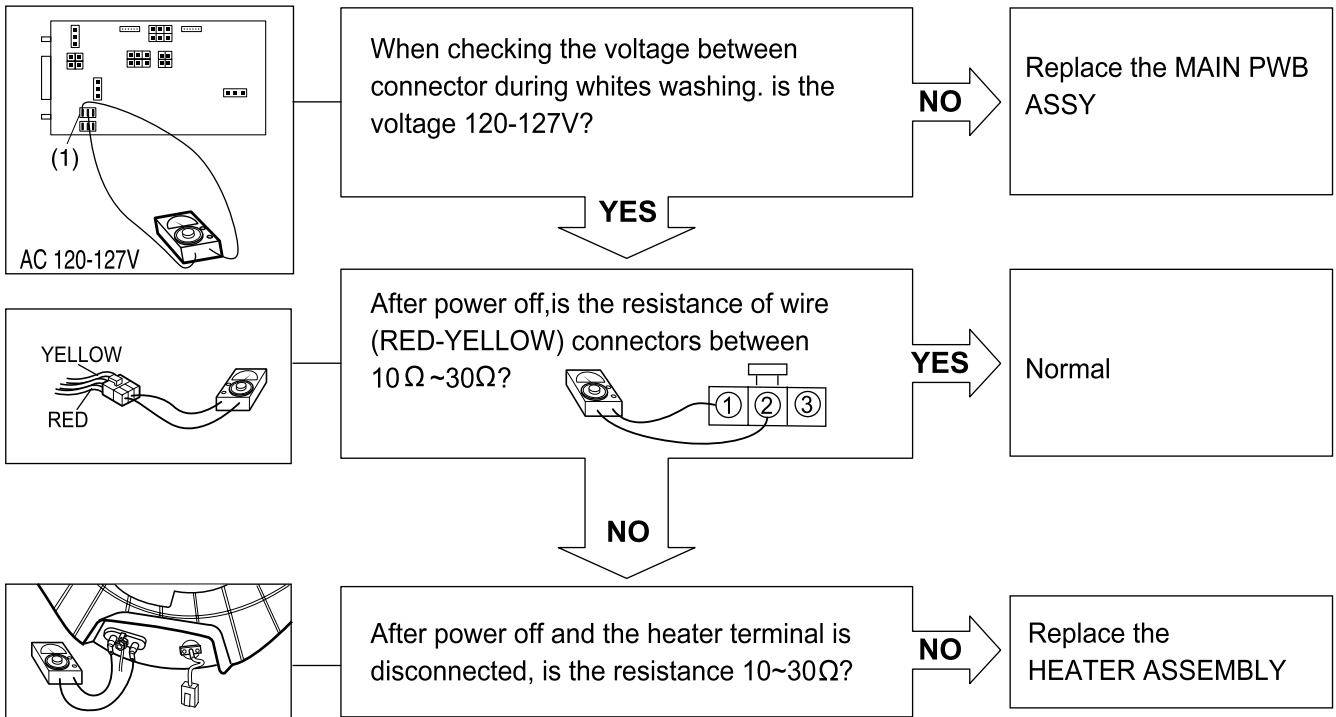 (1)
AC 120-127V
When checking the voltage between
connector during whites washing. is the
voltage 120-127V?
NO
Replace the MAIN PWB
ASSY
YES
YELLOW
RED
After power off,is the resistance of wire
(RED-YELLOW) connectors between
10Ω~30Ω?
① ② ③
YES
Normal
NO
After power off and the heater terminal is
disconnected, is the resistance 10~30Ω?
NO
Replace the
HEATER ASSEMBLY